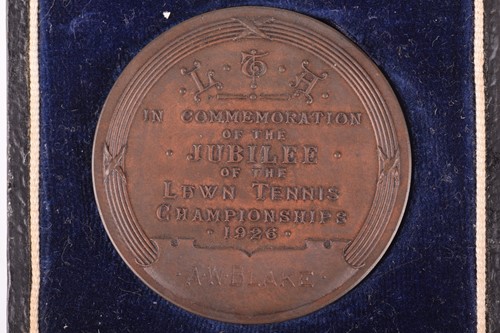 L T H
IN COMMEMORATION
OF THE
JUBILEE
OF THE
LAWN TENNIS
CHAMPIONSHIPS
· 1926 ·
·A·W·BLAKE·